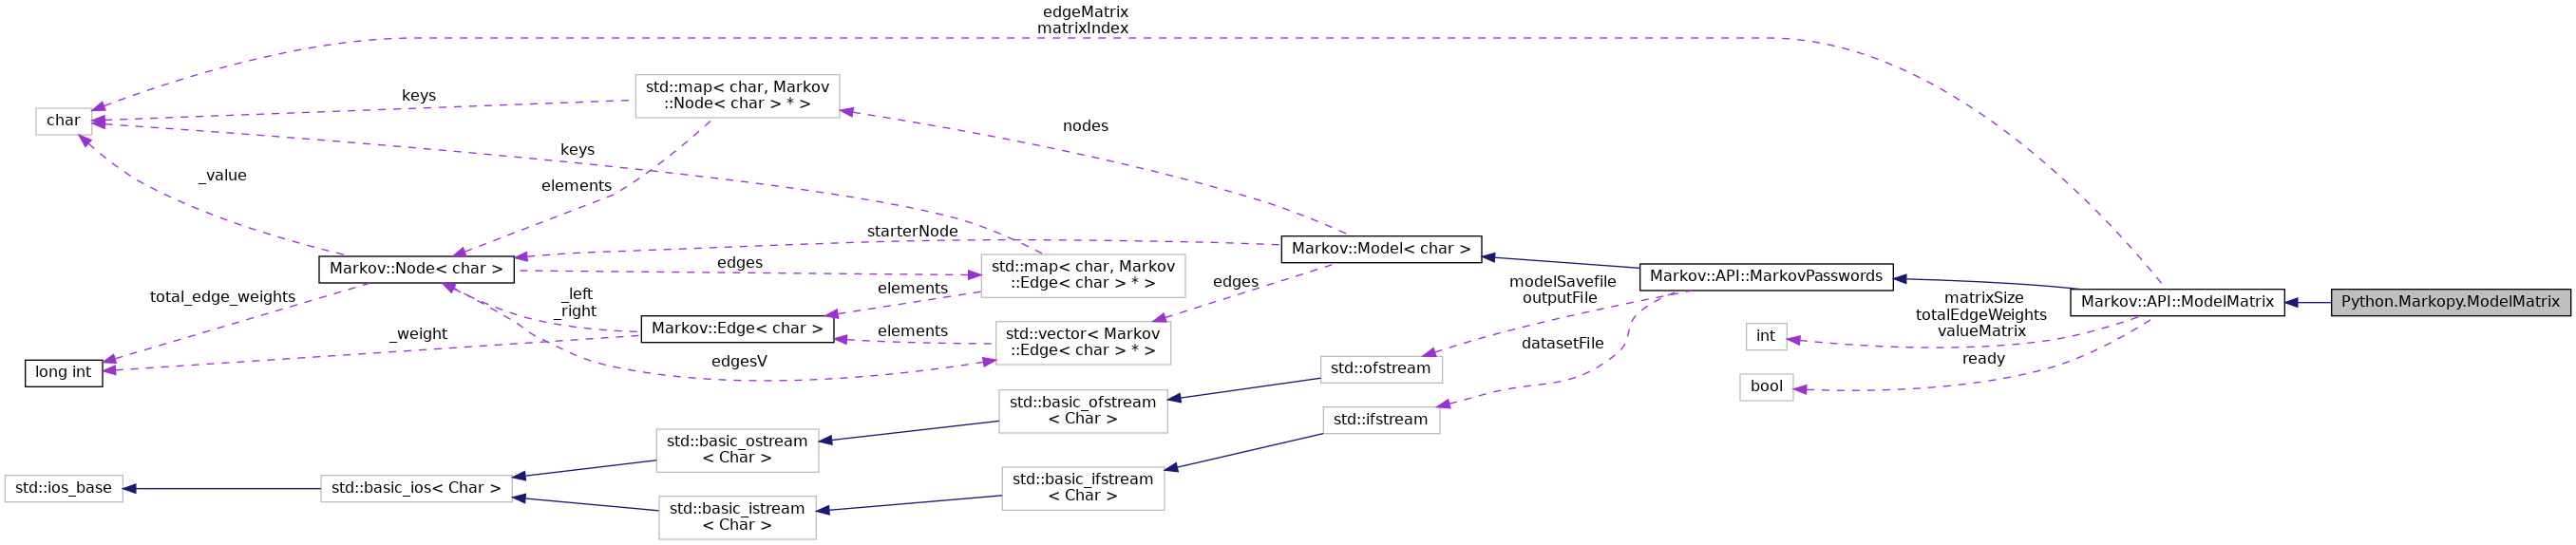 edgeMatrix
matrixIndex
std::map< char, Markov
::Node< char > * >
keys
char
nodes
keys
_value
elements
starterNode
Markov::Model< char >
edges
Markov::Node< char >
std::map< char, Markov
::Edge< char > * >
Markov::API::MarkovPasswords
modelSavefile
outputFile
edges
elements
total_edge_weights
_left
_right
Markov::API::ModelMatrix
Python.Markopy.ModelMatrix
matrixSize
totalEdgeWeights
valueMatrix
Markov::Edge< char >
elements
std::vector< Markov
::Edge< char > * >
_weight
int
datasetFile
ready
edgesV
long int
std::ofstream
bool
std::basic_ofstream
< Char >
std::ifstream
std::basic_ostream
< Char >
std::basic_ifstream
< Char >
std::ios_base
std::basic_ios< Char >
std::basic_istream
< Char >